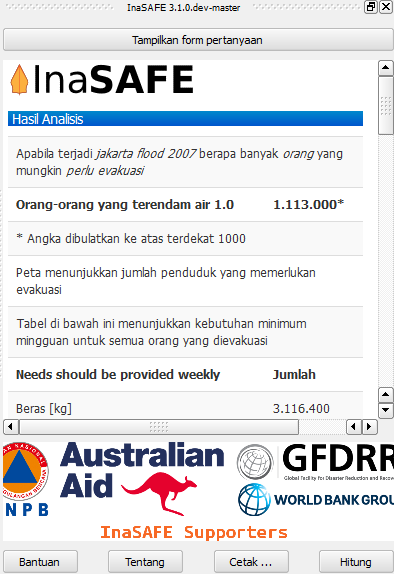 InaSAFE 3.1.0.dev-master
Tampilkan form pertanyaan
InaSAFE
Hasil Analisis
Apabila terjadi jakarta flood 2007 berapa banyak orang yang
mungkin perlu evakuasi
Orang-orang yang terendam air 1.0 1.113.000*
* Angka dibulatkan ke atas terdekat 1000
Peta menunjukkan jumlah penduduk yang memerlukan
evakuasi
Tabel di bawah ini menunjukkan kebutuhan minimum
mingguan untuk semua orang yang dievakuasi
Needs should be provided weekly Jumlah
Beras [kg] 3.116.400
NPB
Australian
Aid
GFDRR
Global Facility for Disaster Reduction and Recove
WORLD BANK GROU
InaSAFE Supporters
Bantuan Tentang Cetak ... Hitung